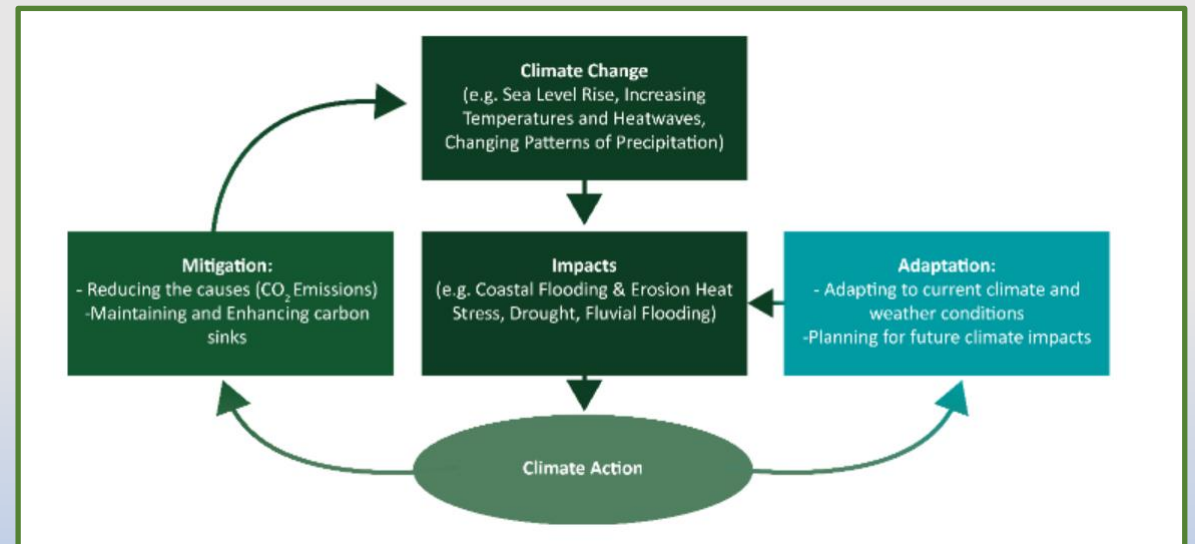 Climate Change
(e.g. Sea Level Rise, Increasing
Temperatures and Heatwaves,
Changing Patterns of Precipitation)
Mitigation:
- Reducing the causes (CO₂ Emissions)
-Maintaining and Enhancing carbon
sinks
Impacts
(e.g. Coastal Flooding & Erosion Heat
Stress, Drought, Fluvial Flooding)
Adaptation:
- Adapting to current climate and
weather conditions
-Planning for future climate impacts
Climate Action